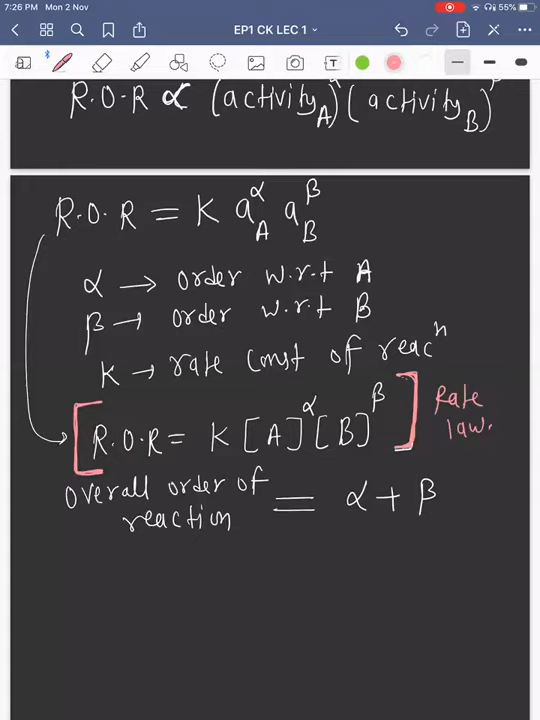 7:26 PM Mon 2 Nov
55%
EP1 CK LEC 1
R.O.R α (activity_A)^α (activity_B)^β
R.O.R = K a_A^α a_B^β
α → order w.r.t A
β → order w.r.t B
K → rate const of reac^n
[R.O.R = K [A]^α [B]^β] Rate law.
Overall order of reaction = α + β